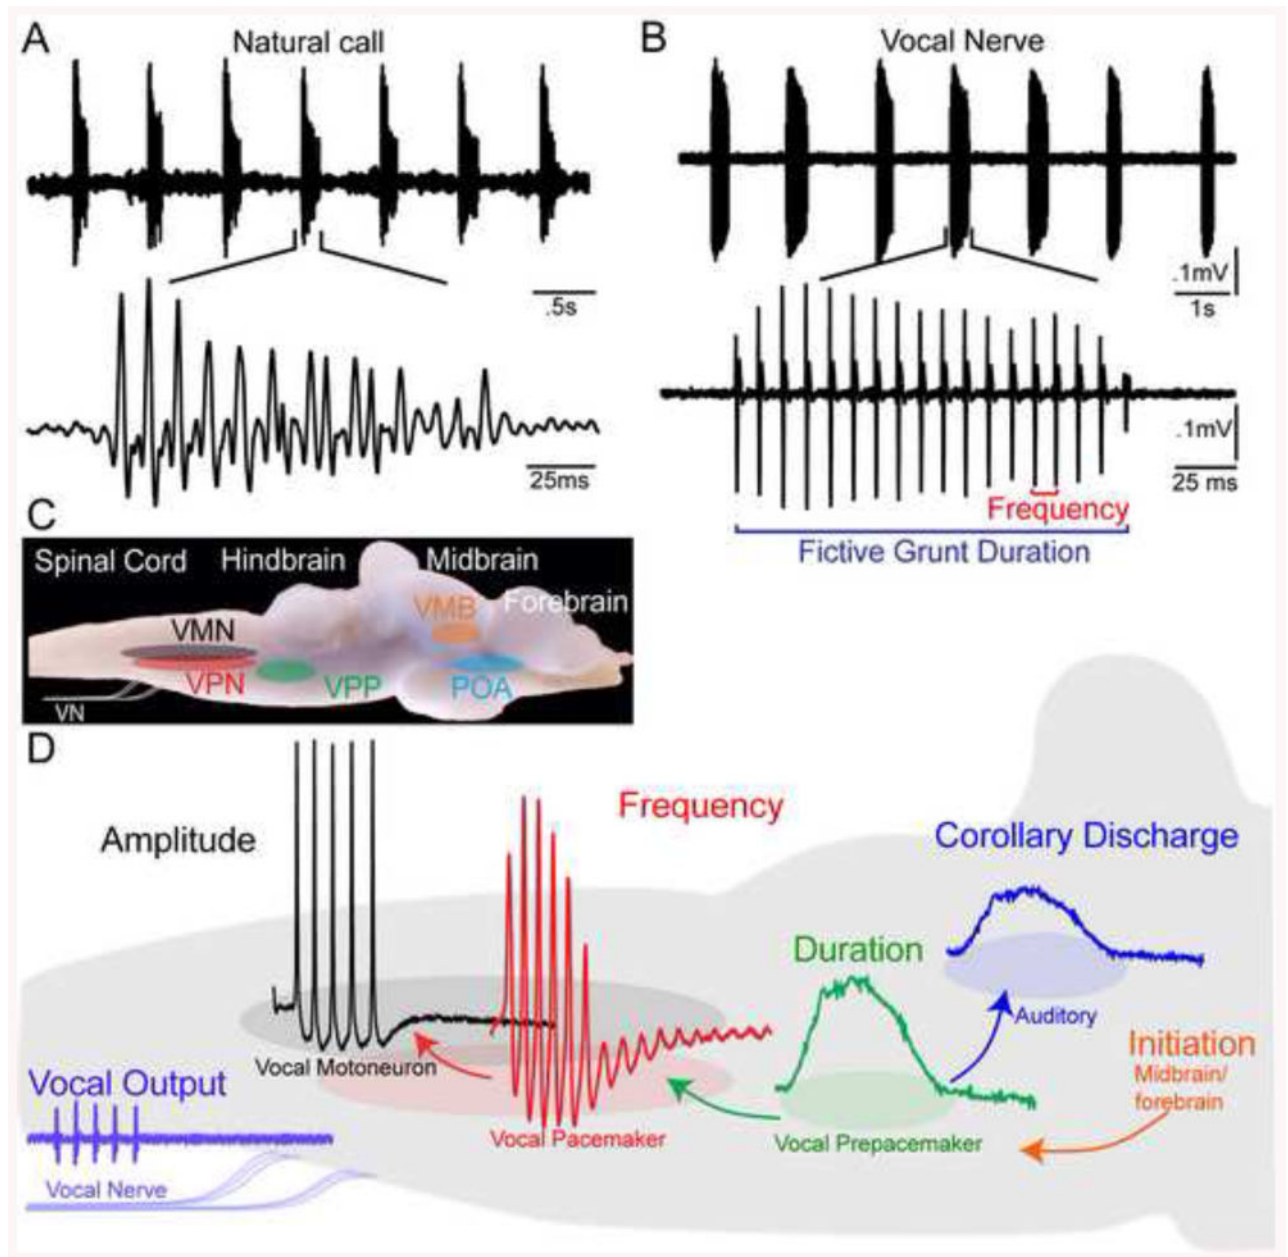 A
Natural call
.5s
25ms
B
Vocal Nerve
.1mV
1s
.1mV
25 ms
Frequency
Fictive Grunt Duration
C
Spinal Cord Hindbrain Midbrain
Forebrain
VMB
VMN
VPN
VPP
POA
VN
D
Amplitude
Frequency
Corollary Discharge
Duration
Auditory
Initiation
Midbrain/
forebrain
Vocal Motoneuron
Vocal Output
Vocal Pacemaker
Vocal Prepacemaker
Vocal Nerve